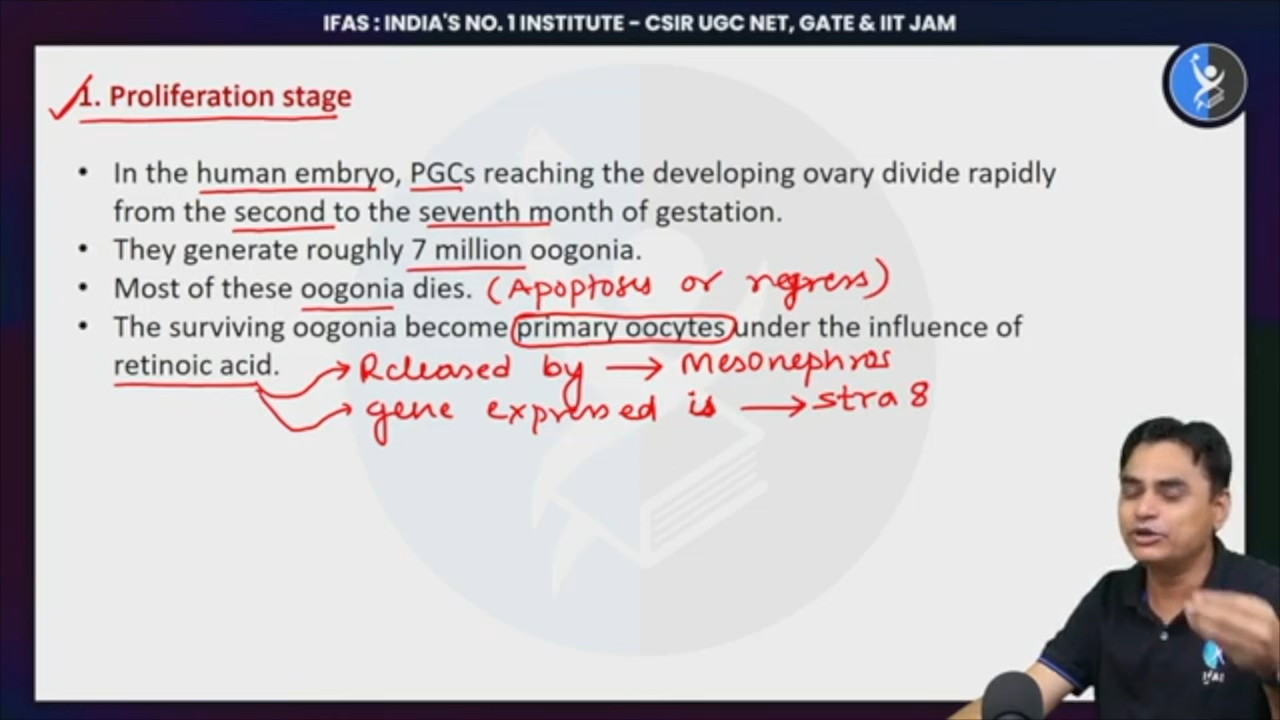 IFAS : INDIA'S NO. 1 INSTITUTE – CSIR UGC NET, GATE & IIT JAM
1. Proliferation stage
• In the human embryo, PGCs reaching the developing ovary divide rapidly
from the second to the seventh month of gestation.
• They generate roughly 7 million oogonia.
• Most of these oogonia dies. (Apoptosis or regress)
• The surviving oogonia become primary oocytes under the influence of
retinoic acid. → Released by → Mesonephros
→ gene expressed is → stra 8
IFAS